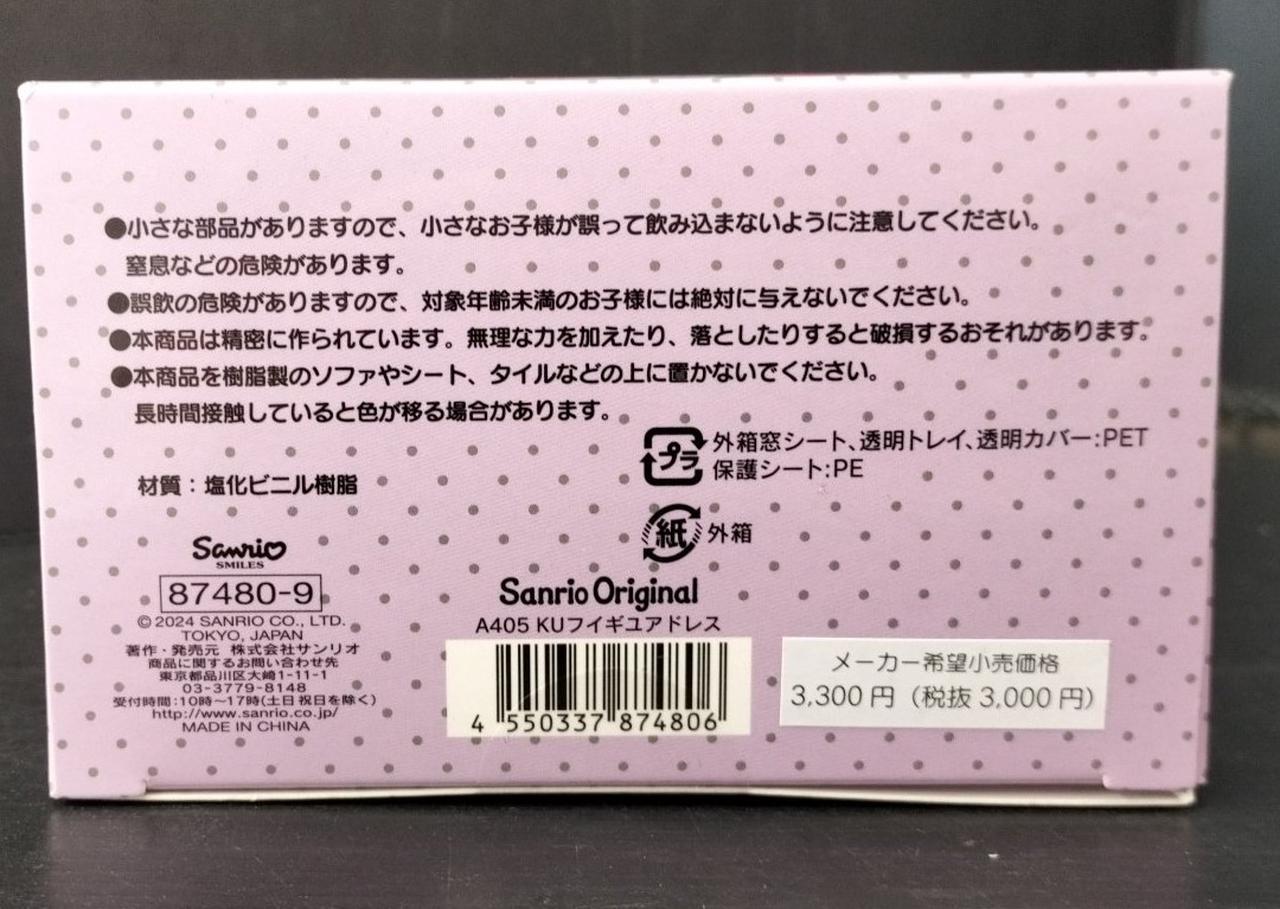 ●小さな部品がありますので、小さなお子様が誤って飲み込まないように注意してください。
窒息などの危険があります。
●誤飲の危険がありますので、対象年齢未満のお子様には絶対に与えないでください。
●本商品は精密に作られています。無理な力を加えたり、落としたりすると破損するおそれがあります。
●本商品を樹脂製のソファやシート、タイルなどの上に置かないでください。
長時間接触していると色が移る場合があります。
プラ 外箱窓シート、透明トレイ、透明カバー:PET
保護シート:PE
材質：塩化ビニル樹脂
紙 外箱
Sanrio
SMILES
87480-9
©2024 SANRIO CO., LTD.
TOKYO, JAPAN
著作・発売元 株式会社サンリオ
商品に関するお問い合わせ先
東京都品川区大崎1-11-1
03-3779-8148
受付時間:10時〜17時(土日祝日を除く)
http://www.sanrio.co.jp/
MADE IN CHINA
Sanrio Original
A405 KUフイギユアドレス
4 550337 874806
メーカー希望小売価格
3,300 円（税抜 3,000 円）